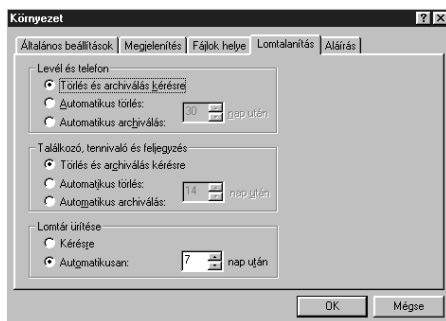 Környezet
Általános beállítások Megjelenítés Fájlok helye Lomtalanítás Aláírás
Levél és telefon
Törlés és archiválás kérésre
Automatikus törlés:
30 nap után
Automatikus archiválás:
Találkozó, tennivaló és feljegyzés
Törlés és archiválás kérésre
Automatikus törlés:
14 nap után
Automatikus archiválás:
Lomtár ürítése
Kérésre
Automatikusan: 7 nap után
OK Mégse